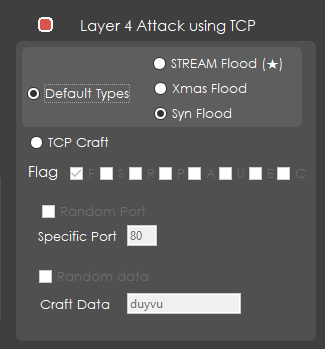 Layer 4 Attack using TCP
STREAM Flood (★)
Default Types
Xmas Flood
Syn Flood
TCP Craft
Flag F S R P A U E C
Random Port
Specific Port 80
Random data
Craft Data duyvu